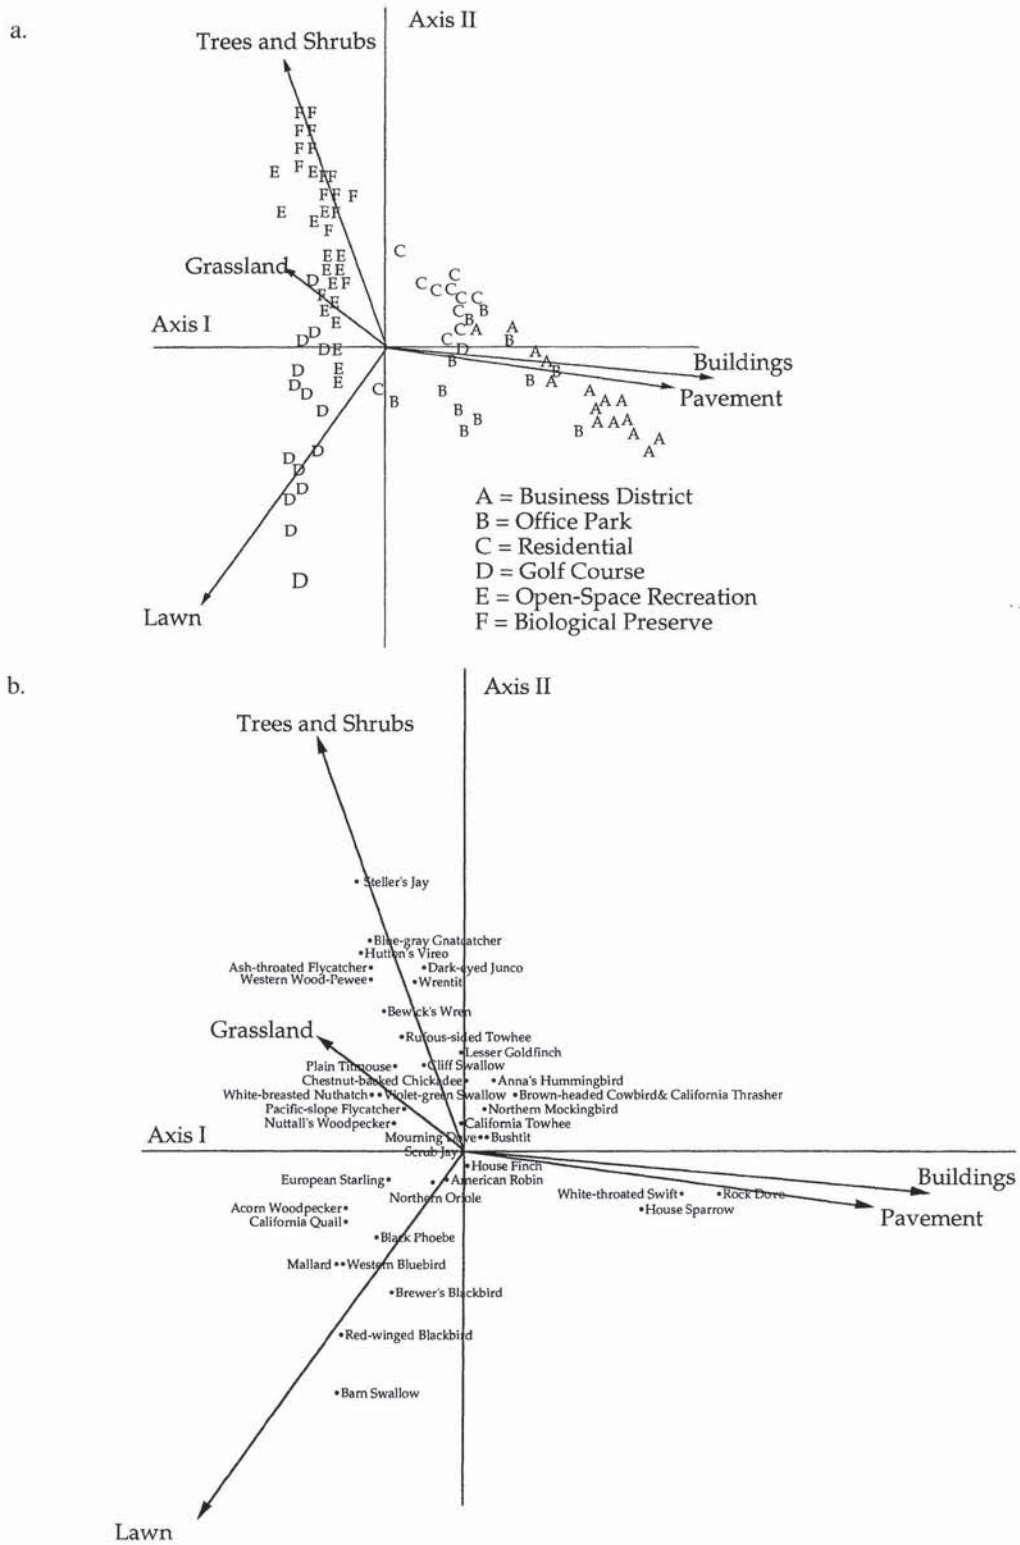 a.
Axis II
Trees and Shrubs
F F
F F
F F
F
E
E F F
F F F
E
E F
E
F
E E
C
E E
C
Grassland
D
E F
C C C
F
E
C C
E
C B
E
B
D
C A
A
Axis I
D
C
B
D E
D
A
B
A
Buildings
D
E
B
D
E
B A
D
C
B
A
Pavement
B
A A
D
B
A
B
A A A
B
B
A
A
D
A
D
D
D
D
A = Business District
D
B = Office Park
C = Residential
D
D = Golf Course
E = Open-Space Recreation
Lawn
F = Biological Preserve
b.
Axis II
Trees and Shrubs
Steller's Jay
Blue-gray Gnatcatcher
Hutton's Vireo
Ash-throated Flycatcher
Dark-eyed Junco
Western Wood-Pewee
Wrentit
Bewick's Wren
Grassland
Rufous-sided Towhee
Lesser Goldfinch
Plain Titmouse
Cliff Swallow
Chestnut-backed Chickadee
Anna's Hummingbird
White-breasted Nuthatch
Violet-green Swallow
Brown-headed Cowbird& California Thrasher
Pacific-slope Flycatcher
Northern Mockingbird
Nuttall's Woodpecker
California Towhee
Axis I
Mourning Dove
Bushtit
Scrub Jay
House Finch
Buildings
European Starling
American Robin
Northern Oriole
White-throated Swift
Rock Dove
Acorn Woodpecker
House Sparrow
Pavement
California Quail
Black Phoebe
Mallard
Western Bluebird
Brewer's Blackbird
Red-winged Blackbird
Barn Swallow
Lawn